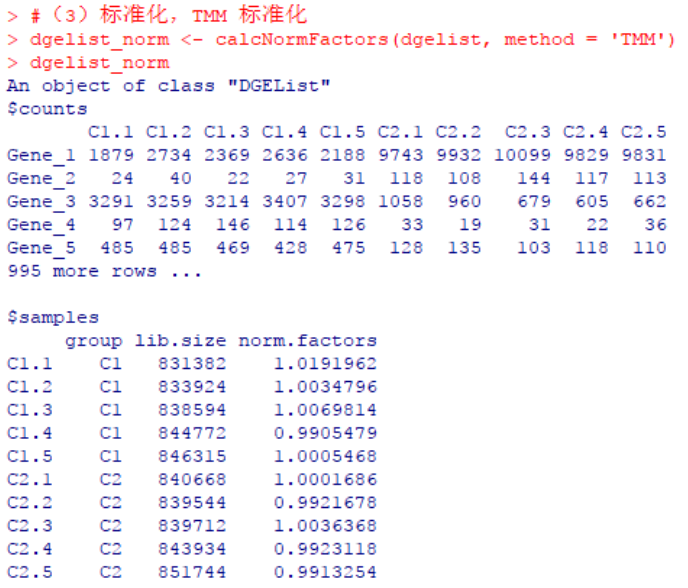 > #（3）标准化，TMM 标准化
> dgelist_norm <- calcNormFactors(dgelist, method = 'TMM')
> dgelist_norm
An object of class "DGEList"
$counts
       C1.1 C1.2 C1.3 C1.4 C1.5 C2.1 C2.2  C2.3 C2.4 C2.5
Gene_1 1879 2734 2369 2636 2188 9743 9932 10099 9829 9831
Gene_2   24   40   22   27   31  118  108   144  117  113
Gene_3 3291 3259 3214 3407 3298 1058  960   679  605  662
Gene_4   97  124  146  114  126   33   19    31   22   36
Gene_5  485  485  469  428  475  128  135   103  118  110
995 more rows ...
$samples
     group lib.size norm.factors
C1.1    C1   831382    1.0191962
C1.2    C1   833924    1.0034796
C1.3    C1   838594    1.0069814
C1.4    C1   844772    0.9905479
C1.5    C1   846315    1.0005468
C2.1    C2   840668    1.0001686
C2.2    C2   839544    0.9921678
C2.3    C2   839712    1.0036368
C2.4    C2   843934    0.9923118
C2.5    C2   851744    0.9913254